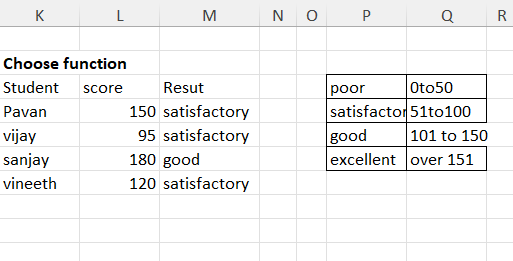 K L M N O P Q R
Choose function
Student score Resut poor 0to50
Pavan 150 satisfactory satisfactor 51to100
vijay 95 satisfactory good 101 to 150
sanjay 180 good excellent over 151
vineeth 120 satisfactory